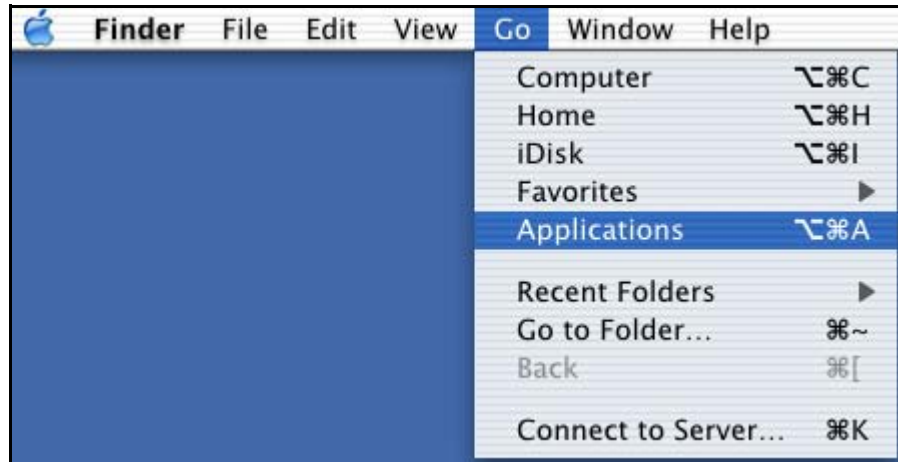 Finder File Edit View Go Window Help
Computer ⌥⌘C
Home ⌥⌘H
iDisk ⌥⌘I
Favorites ▶
Applications ⌥⌘A
Recent Folders ▶
Go to Folder... ⌘~
Back ⌘[
Connect to Server... ⌘K